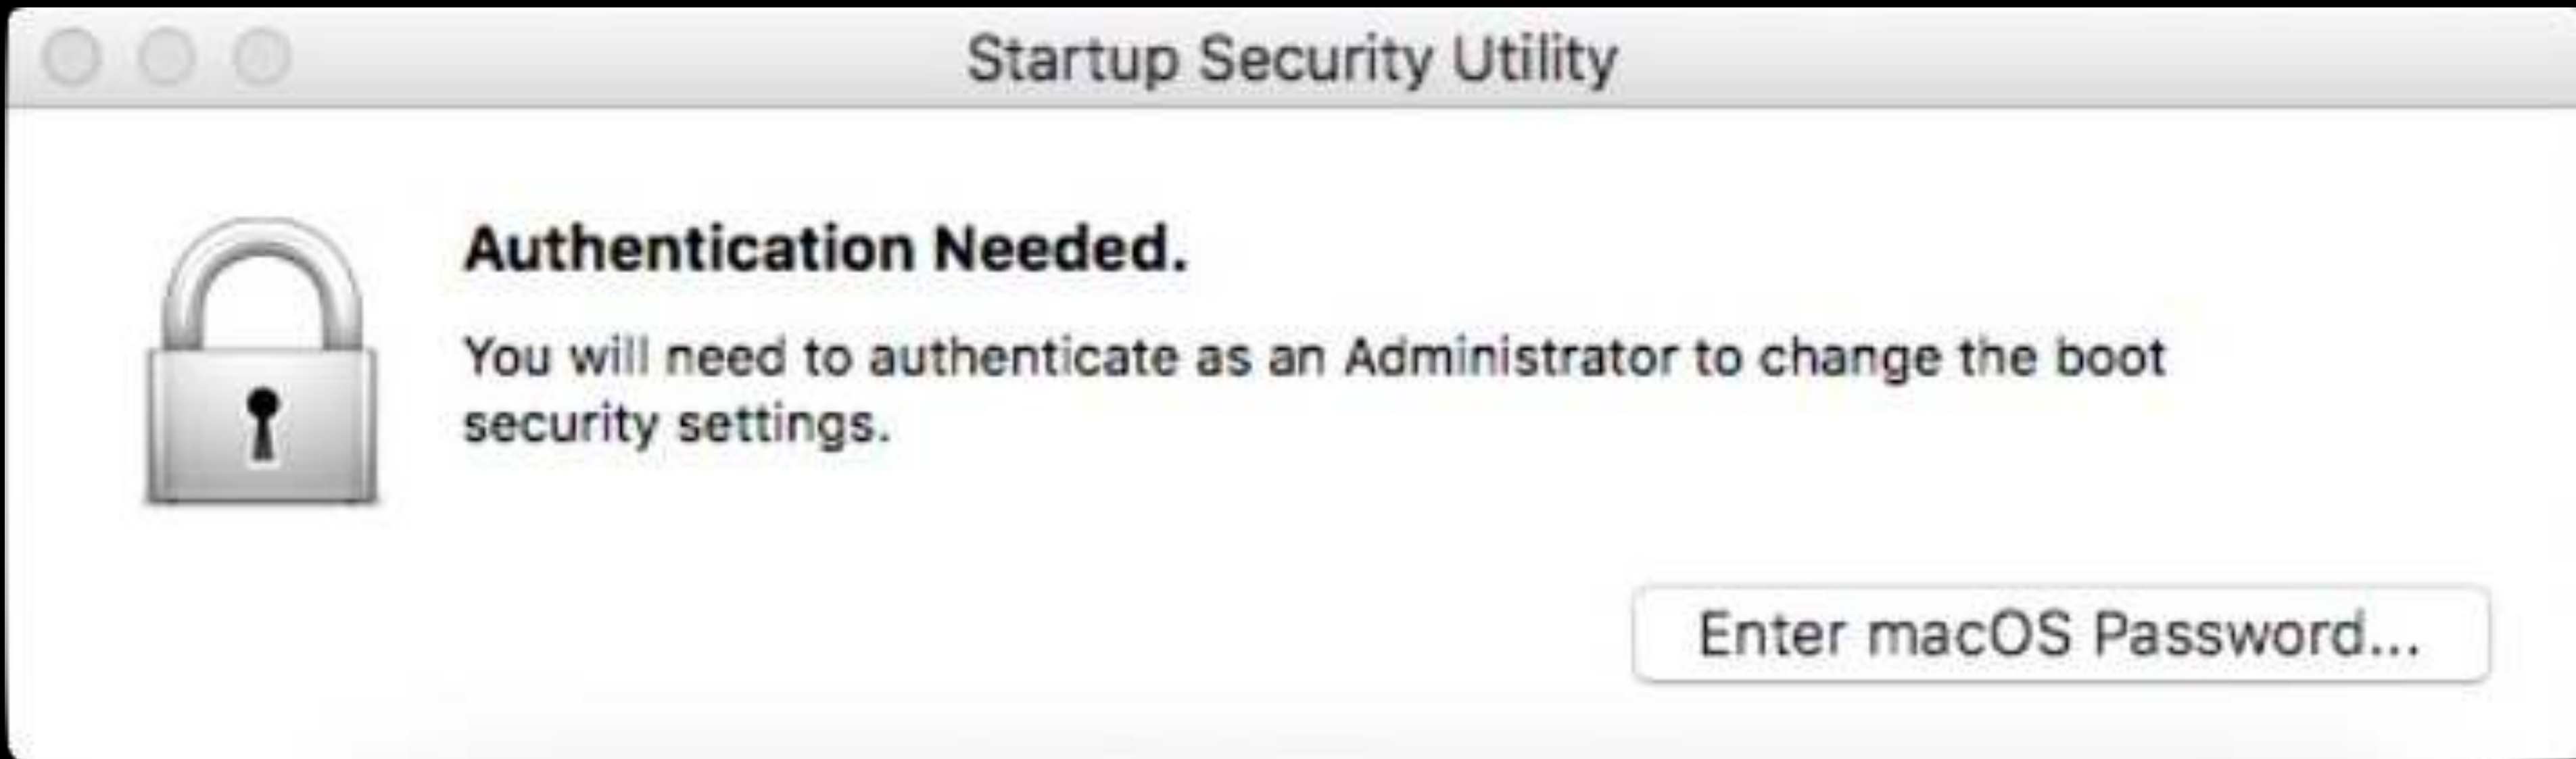 Startup Security Utility
Authentication Needed.
You will need to authenticate as an Administrator to change the boot
security settings.
Enter macOS Password...